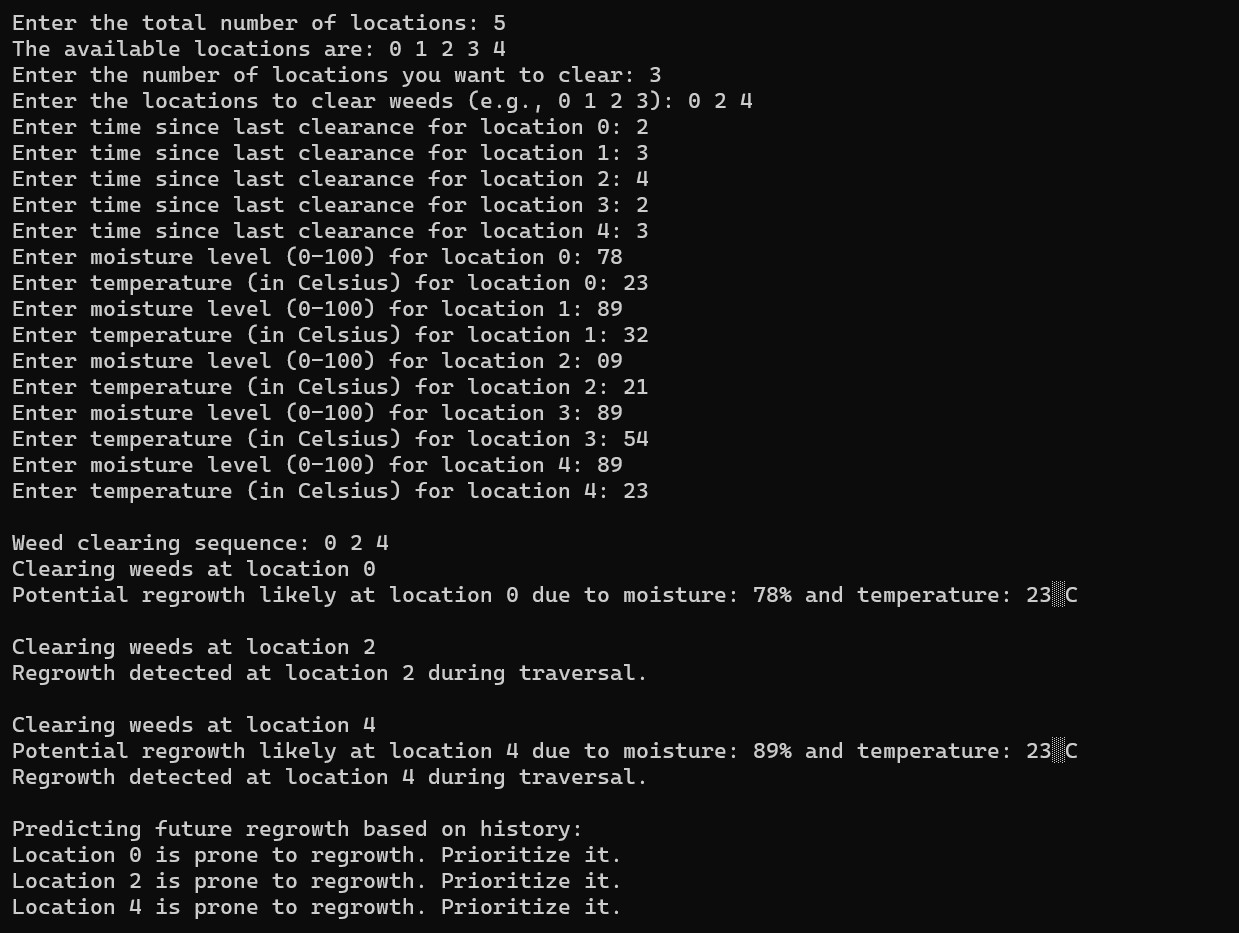 Enter the total number of locations: 5
The available locations are: 0 1 2 3 4
Enter the number of locations you want to clear: 3
Enter the locations to clear weeds (e.g., 0 1 2 3): 0 2 4
Enter time since last clearance for location 0: 2
Enter time since last clearance for location 1: 3
Enter time since last clearance for location 2: 4
Enter time since last clearance for location 3: 2
Enter time since last clearance for location 4: 3
Enter moisture level (0-100) for location 0: 78
Enter temperature (in Celsius) for location 0: 23
Enter moisture level (0-100) for location 1: 89
Enter temperature (in Celsius) for location 1: 32
Enter moisture level (0-100) for location 2: 09
Enter temperature (in Celsius) for location 2: 21
Enter moisture level (0-100) for location 3: 89
Enter temperature (in Celsius) for location 3: 54
Enter moisture level (0-100) for location 4: 89
Enter temperature (in Celsius) for location 4: 23
Weed clearing sequence: 0 2 4
Clearing weeds at location 0
Potential regrowth likely at location 0 due to moisture: 78% and temperature: 23░C
Clearing weeds at location 2
Regrowth detected at location 2 during traversal.
Clearing weeds at location 4
Potential regrowth likely at location 4 due to moisture: 89% and temperature: 23░C
Regrowth detected at location 4 during traversal.
Predicting future regrowth based on history:
Location 0 is prone to regrowth. Prioritize it.
Location 2 is prone to regrowth. Prioritize it.
Location 4 is prone to regrowth. Prioritize it.